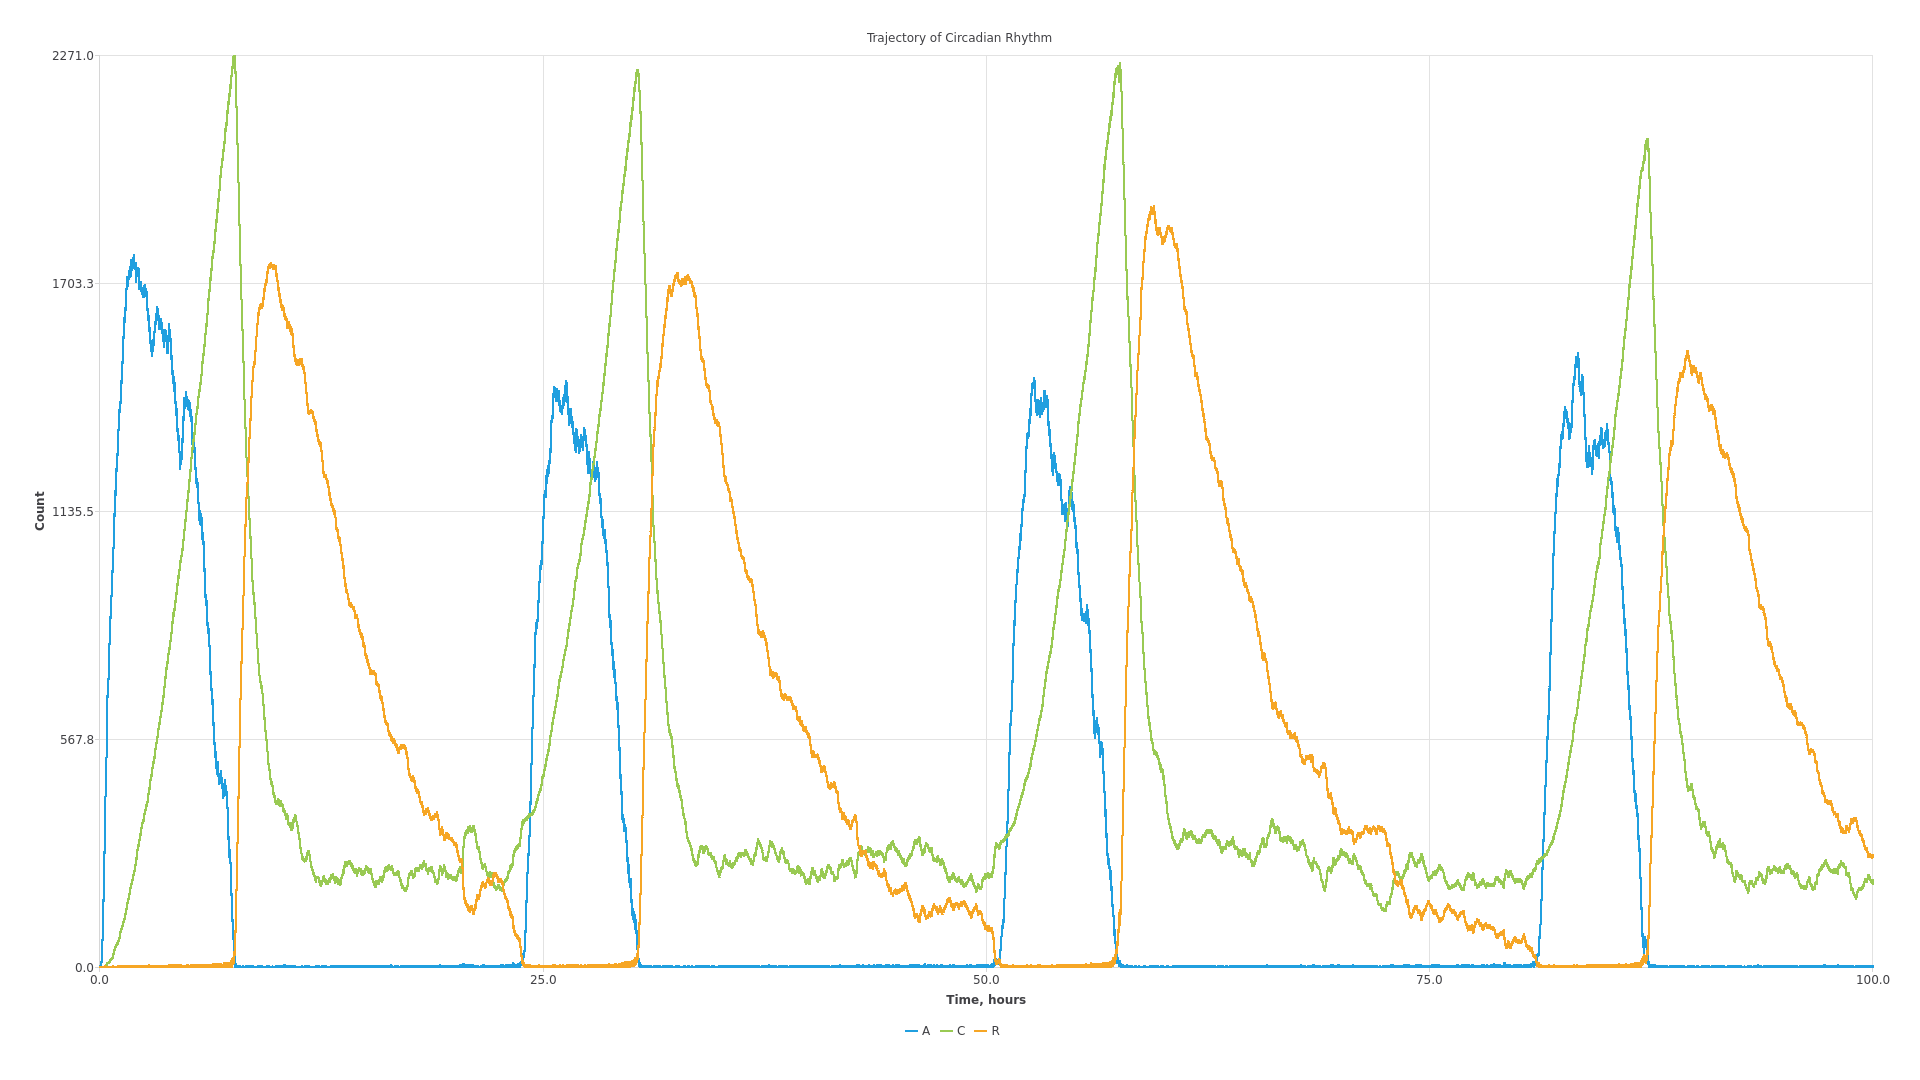 Trajectory of Circadian Rhythm
2271.0
1703.3
1135.5
567.8
0.0
Count
0.0 25.0 50.0 75.0 100.0
Time, hours
A C R